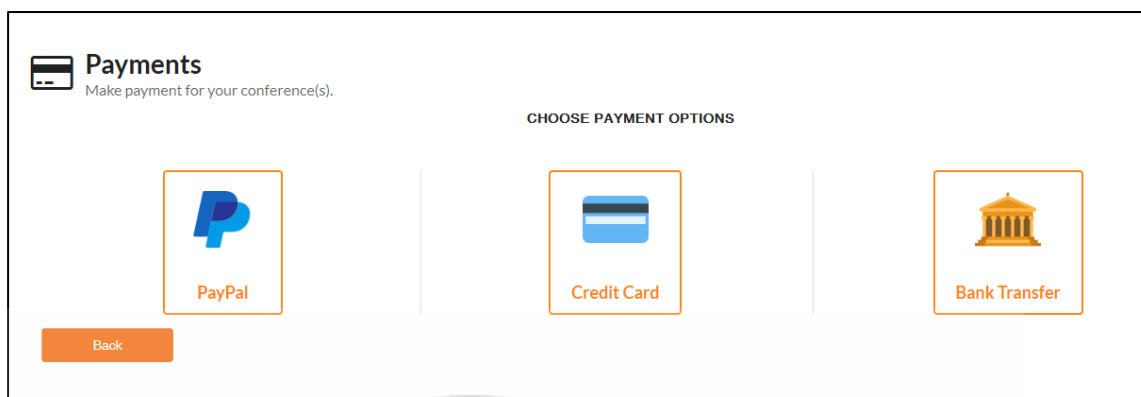 Payments
Make payment for your conference(s).
CHOOSE PAYMENT OPTIONS
PayPal
Credit Card
Bank Transfer
Back